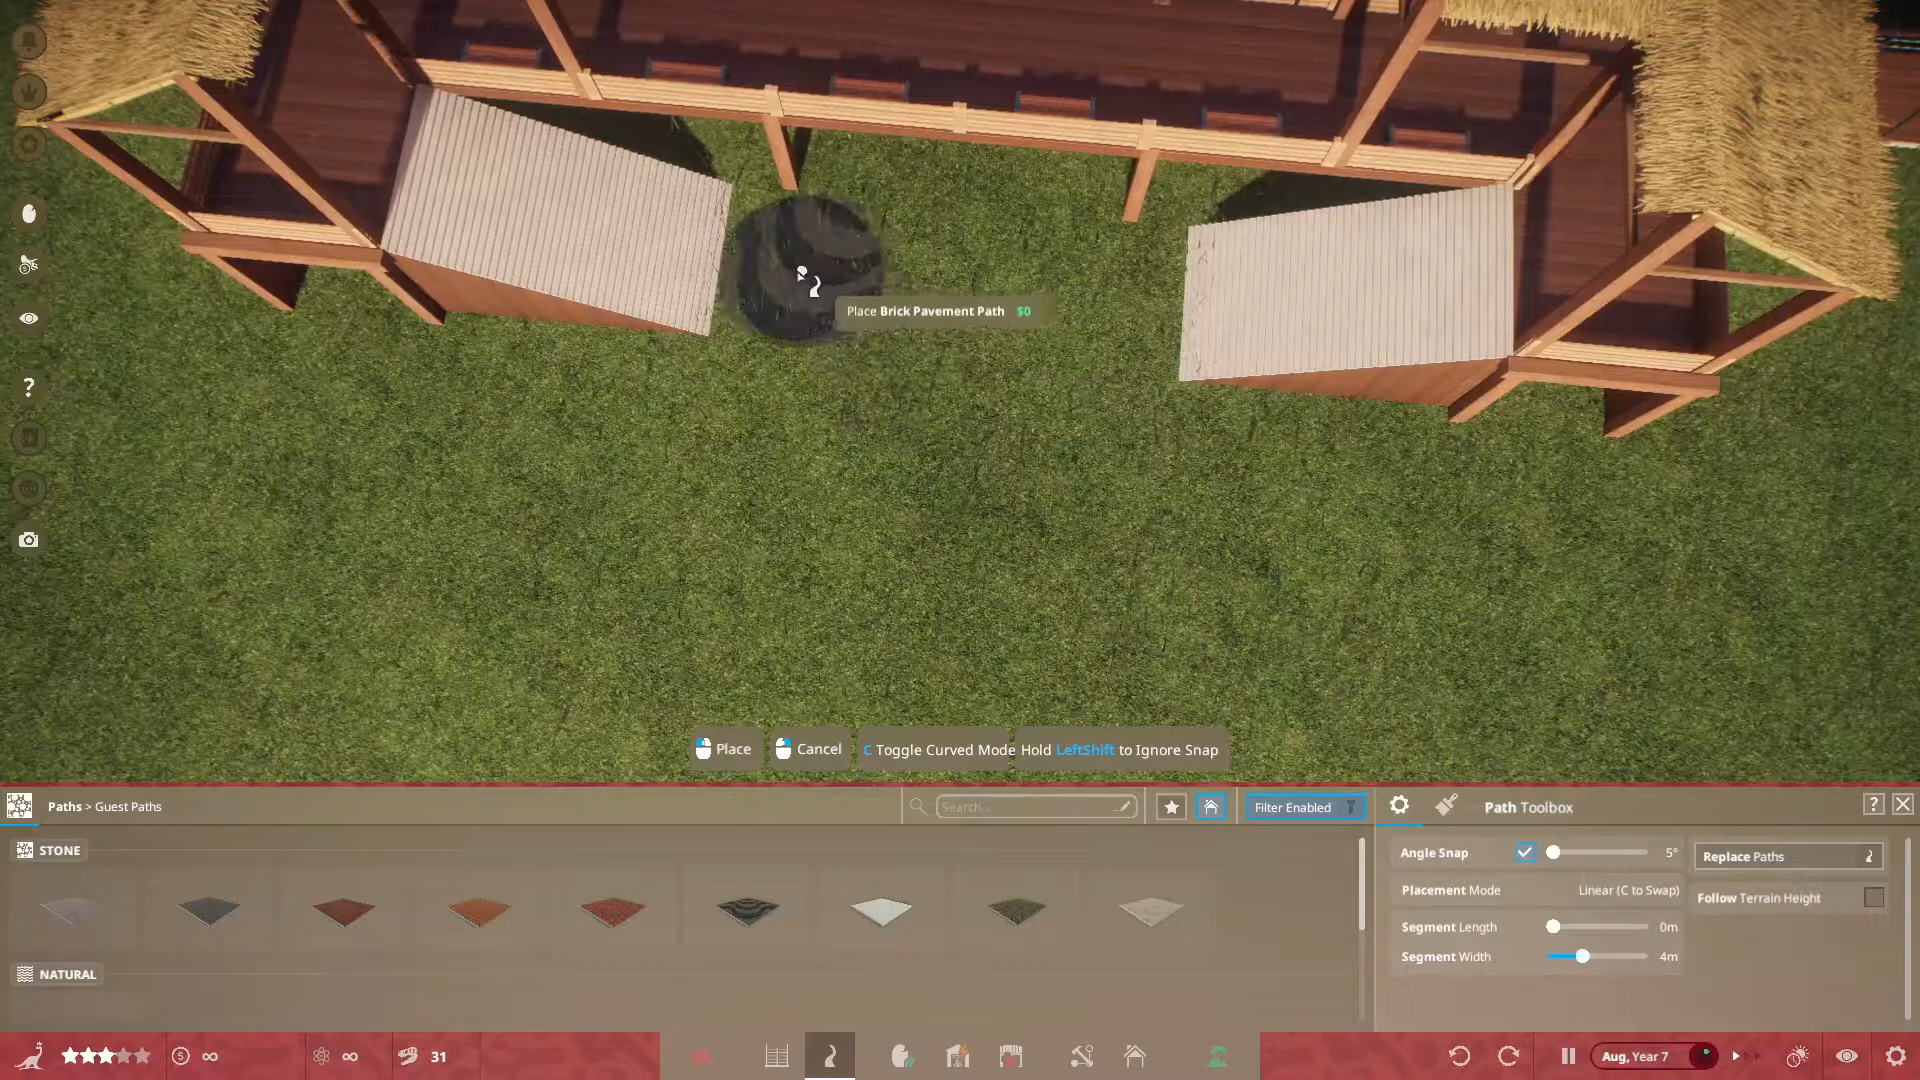 ?
Place Brick Pavement Path $0
Place
Cancel
C Toggle Curved Mode
Hold LeftShift to Ignore Snap
Paths > Guest Paths
Search...
Filter Enabled
Path Toolbox
?
STONE
NATURAL
Angle Snap
5°
Replace Paths
Placement Mode
Linear (C to Swap)
Follow Terrain Height
Segment Length
0m
Segment Width
4m
∞
∞
31
Aug, Year 7